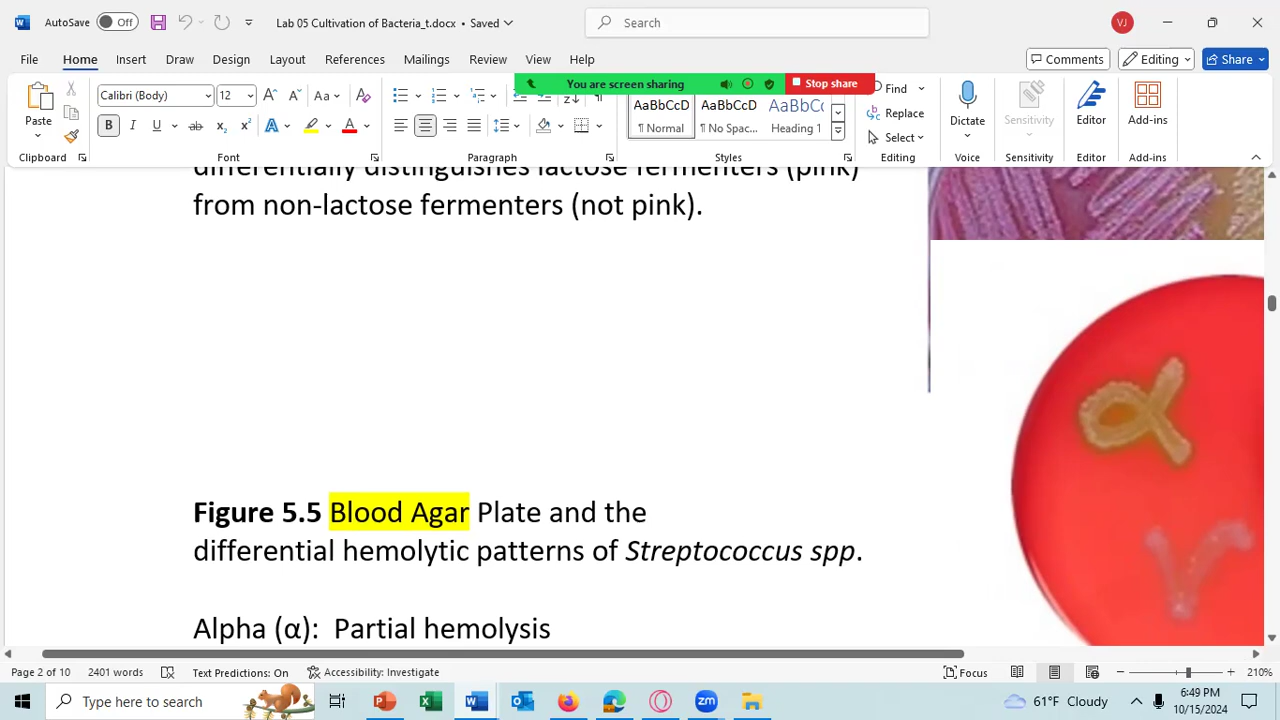 AutoSave Off Lab 05 Cultivation of Bacteria_t.docx • Saved Search VJ
File Home Insert Draw Design Layout References Mailings Review View Help Comments Editing Share
You are screen sharing Stop share
Paste Calibri (Body) 12 Aa AaBbCcD AaBbCcD AaBbC Find Replace Select Dictate Sensitivity Editor Add-ins
B I U ab x2 x2 A A Normal No Spac... Heading 1
Clipboard Font Paragraph Styles Editing Voice Sensitivity Editor Add-ins
differentially distinguishes lactose fermenters (pink)
from non-lactose fermenters (not pink).
α
γ
Figure 5.5 Blood Agar Plate and the
differential hemolytic patterns of Streptococcus spp.
Alpha (α): Partial hemolysis
Page 2 of 10 2401 words Text Predictions: On Accessibility: Investigate Focus 210%
Type here to search 61°F Cloudy 6:49 PM
10/15/2024